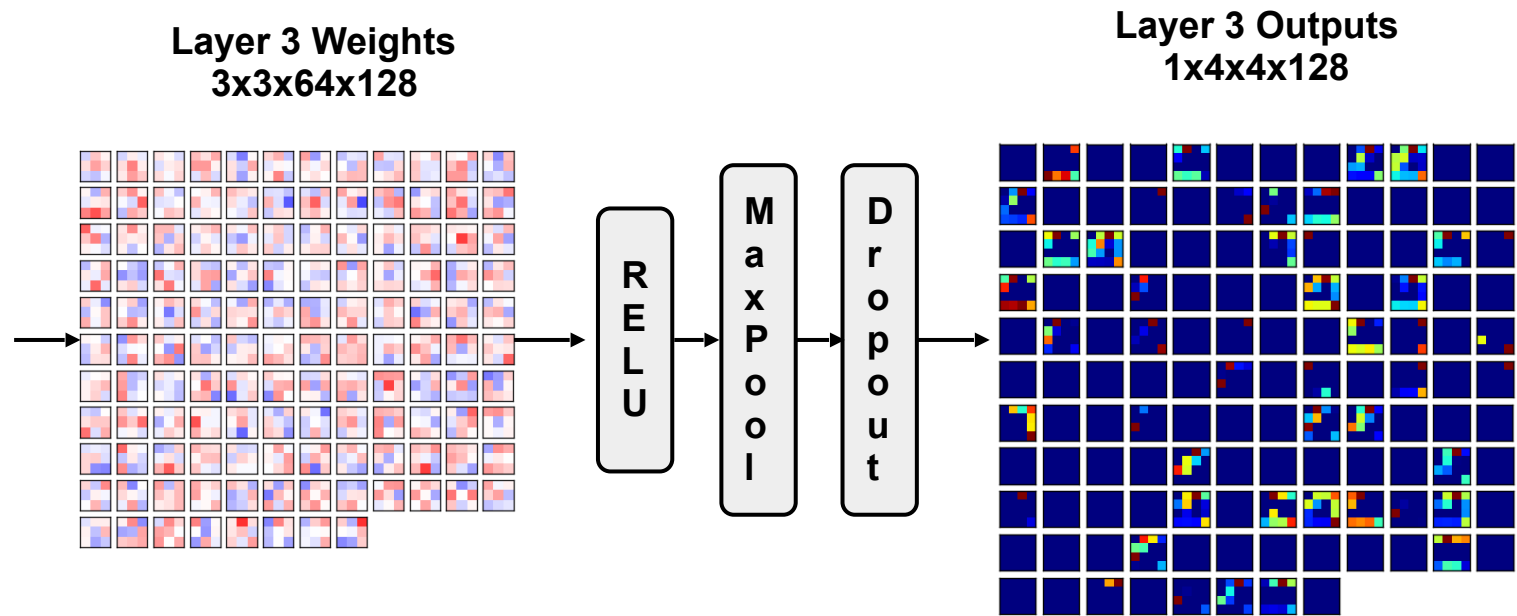 Layer 3 Weights
3x3x64x128
Layer 3 Outputs
1x4x4x128
RELU
MaxPool
Dropout